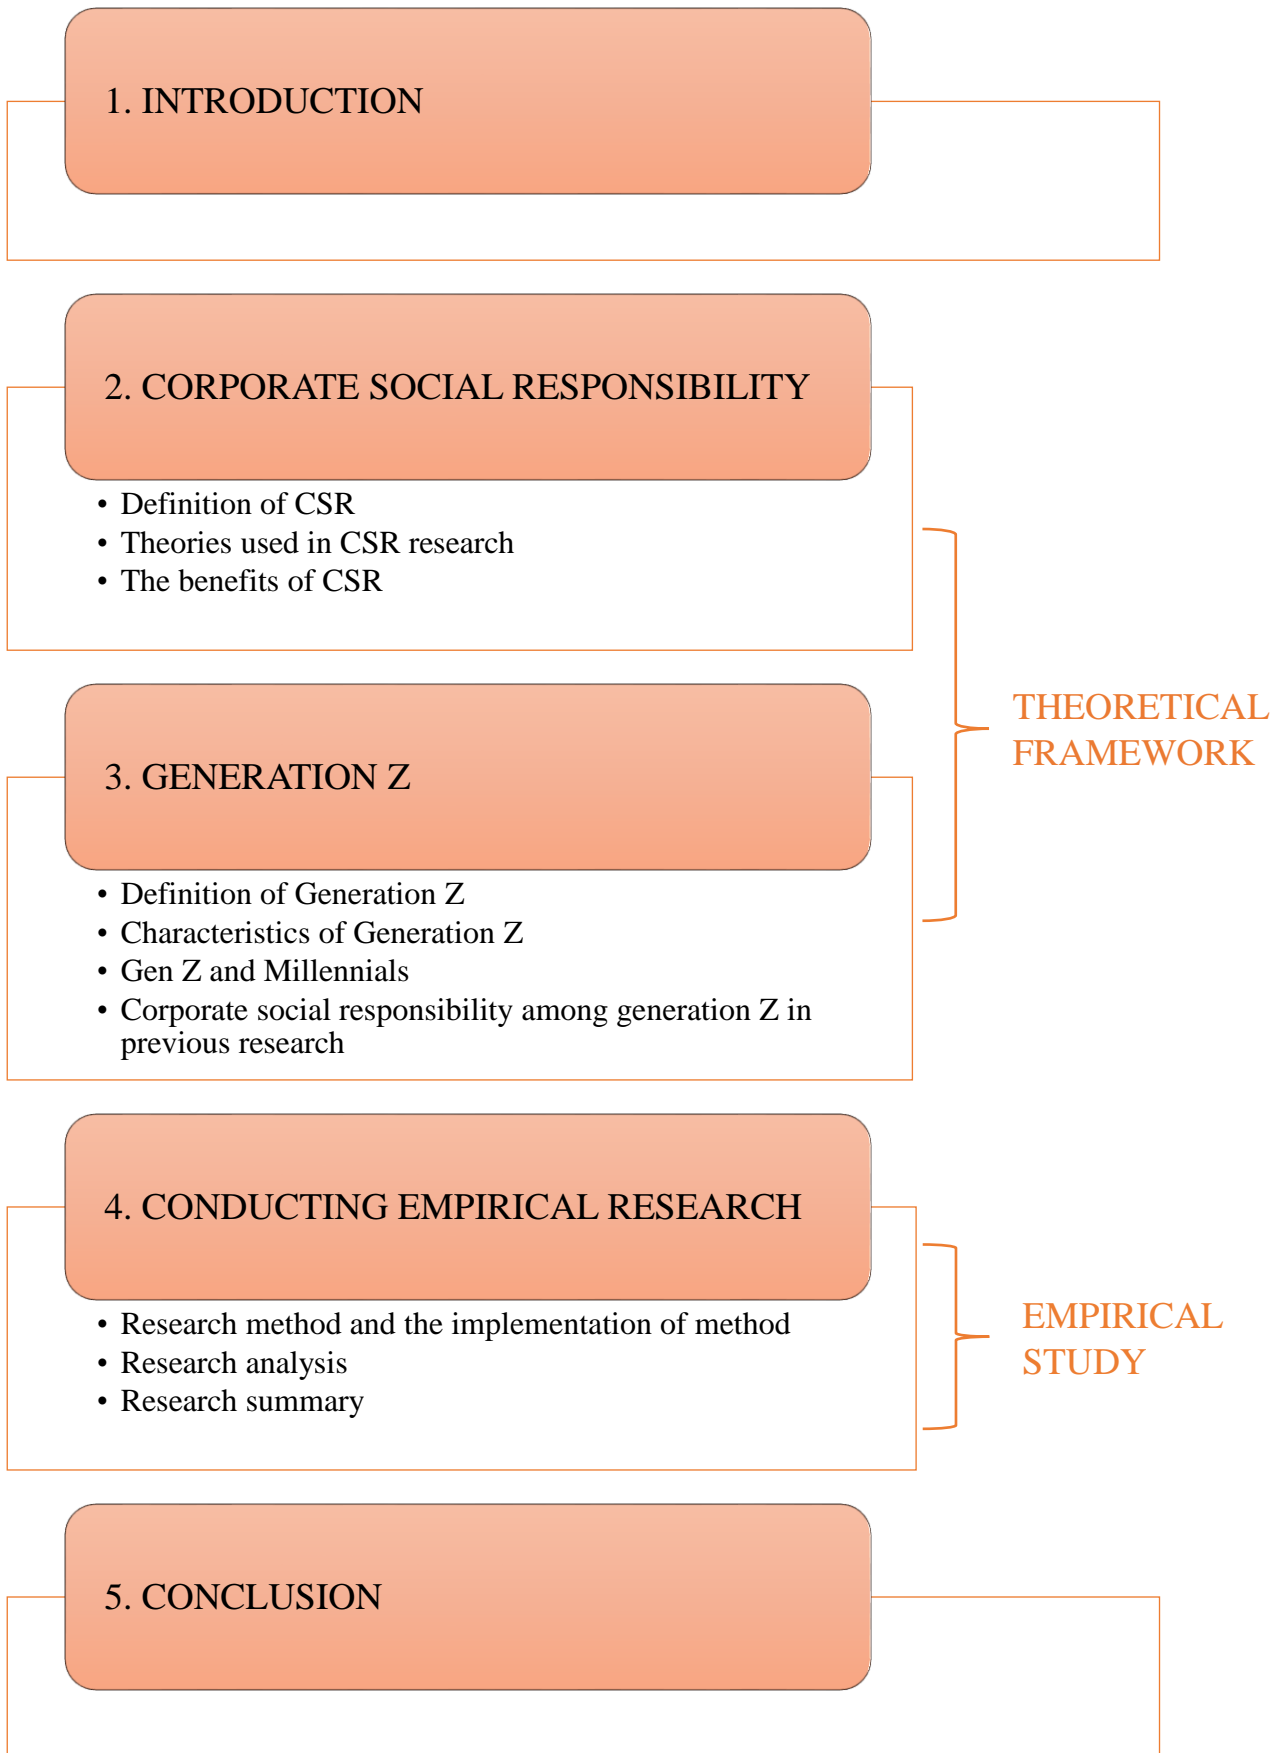 1. INTRODUCTION
2. CORPORATE SOCIAL RESPONSIBILITY
• Definition of CSR
• Theories used in CSR research
• The benefits of CSR
THEORETICAL
FRAMEWORK
3. GENERATION Z
• Definition of Generation Z
• Characteristics of Generation Z
• Gen Z and Millennials
• Corporate social responsibility among generation Z in
previous research
4. CONDUCTING EMPIRICAL RESEARCH
• Research method and the implementation of method
• Research analysis
• Research summary
EMPIRICAL
STUDY
5. CONCLUSION